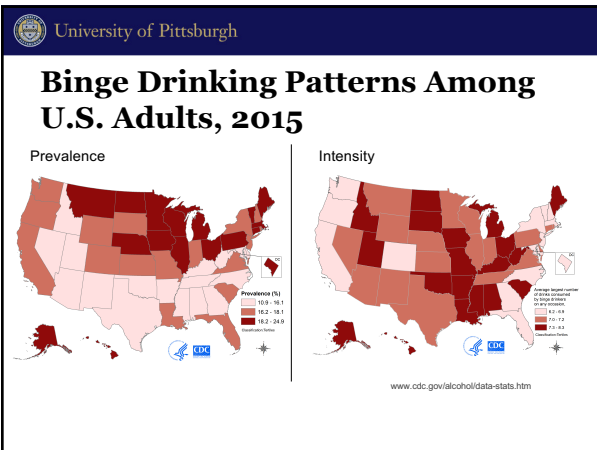 University of Pittsburgh
Binge Drinking Patterns Among
U.S. Adults, 2015
Prevalence
DC
Prevalence (%)
10.9 - 16.1
16.2 - 18.1
18.2 - 24.9
Classification:Tertiles
CDC
Intensity
DC
Average largest number
of drinks consumed
by binge drinkers
on any occasion.
6.2 - 6.9
7.0 - 7.2
7.3 - 8.3
Classification:Tertiles
CDC
www.cdc.gov/alcohol/data-stats.htm